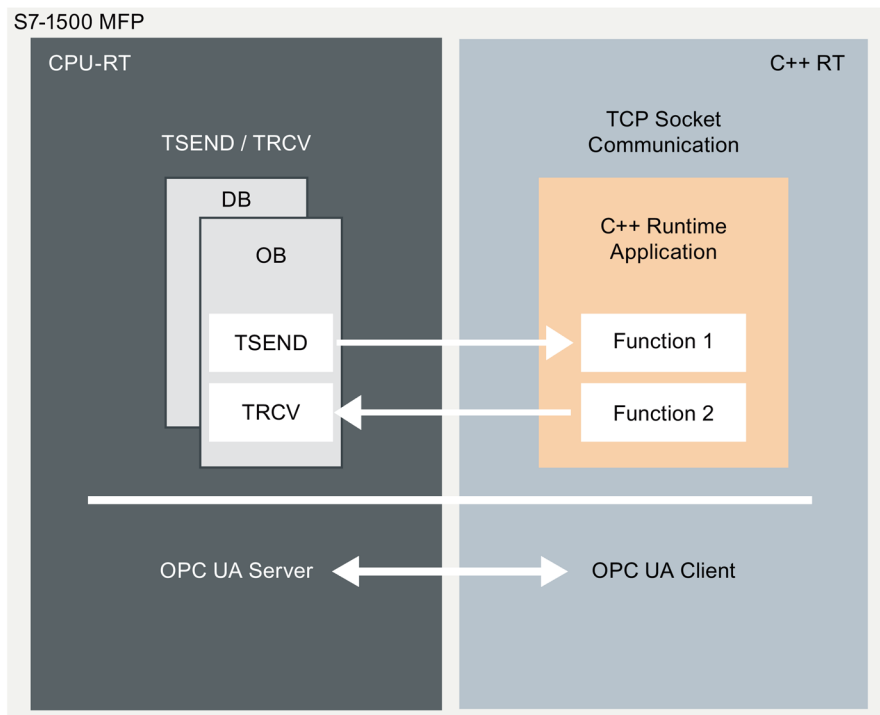 S7-1500 MFP
CPU-RT
C++ RT
TSEND / TRCV
TCP Socket
Communication
DB
OB
C++ Runtime
Application
TSEND
Function 1
TRCV
Function 2
OPC UA Server
OPC UA Client